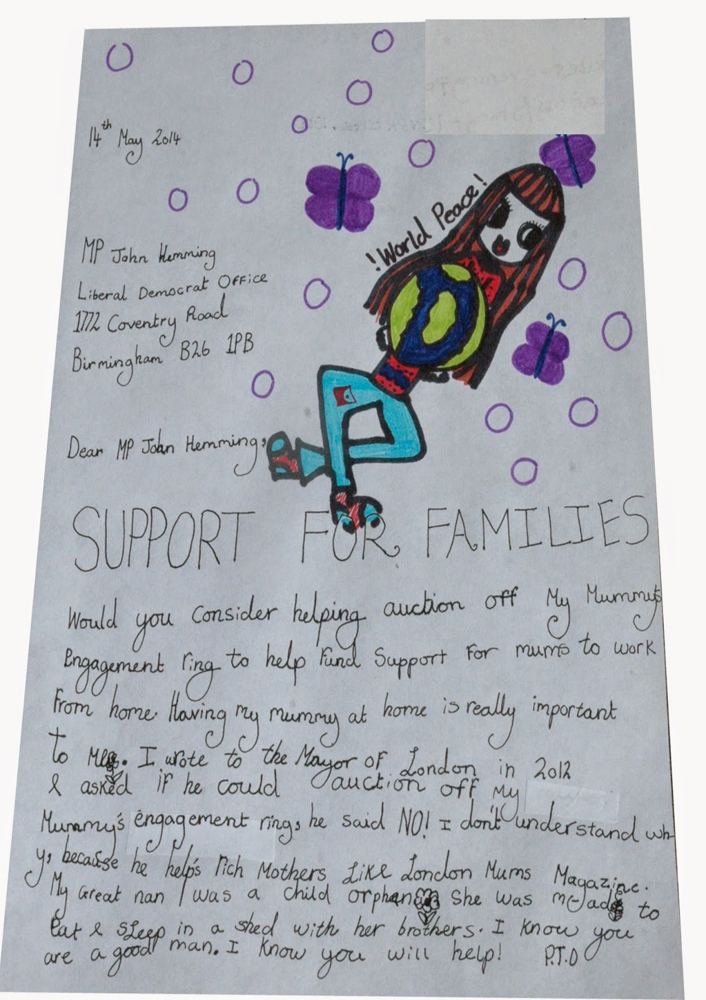 14th May 2014
!World Peace!
MP John Hemming
Liberal Democrat Office
1772 Coventry Road
Birmingham B26 1PB
Dear MP John Hemming,
SUPPORT FOR FAMILIES
Would you consider helping auction off My Mummy's
Engagement ring to help Fund Support For mums to work
From home. Having my mummy at home is really important
to Me. I wrote to the Mayor of London in 2012
& asked if he could auction off my
Mummy's engagement ring, he said NO! I don't understand wh-
y, because he help's rich Mothers Like London Mums Magazine.
My Great nan was a child orphan She was made to
Eat & sleep in a shed with her brothers. I know you
are a good man. I know you will help! P.T.O